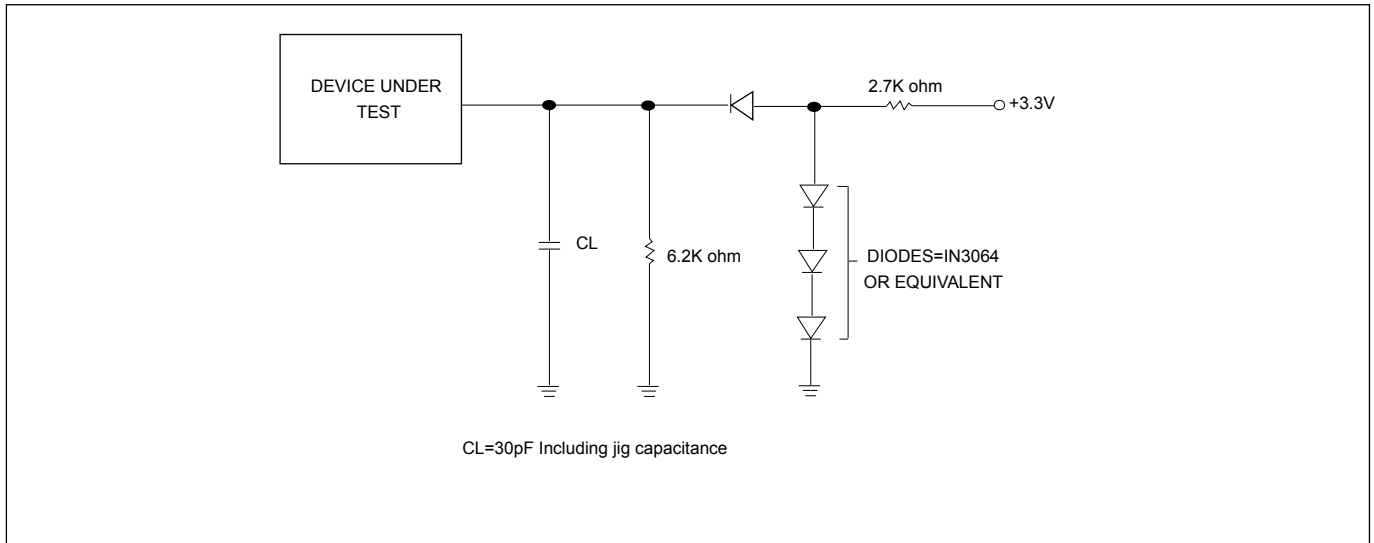 DEVICE UNDER
TEST
2.7K ohm
+3.3V
CL
6.2K ohm
DIODES=IN3064
OR EQUIVALENT
CL=30pF Including jig capacitance